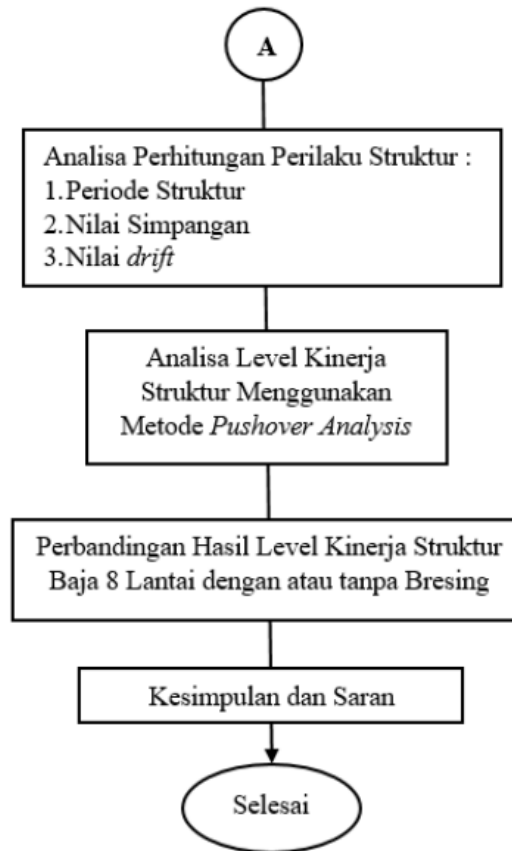 A
Analisa Perhitungan Perilaku Struktur :
1.Periode Struktur
2.Nilai Simpangan
3.Nilai drift
Analisa Level Kinerja
Struktur Menggunakan
Metode Pushover Analysis
Perbandingan Hasil Level Kinerja Struktur
Baja 8 Lantai dengan atau tanpa Bresing
Kesimpulan dan Saran
Selesai